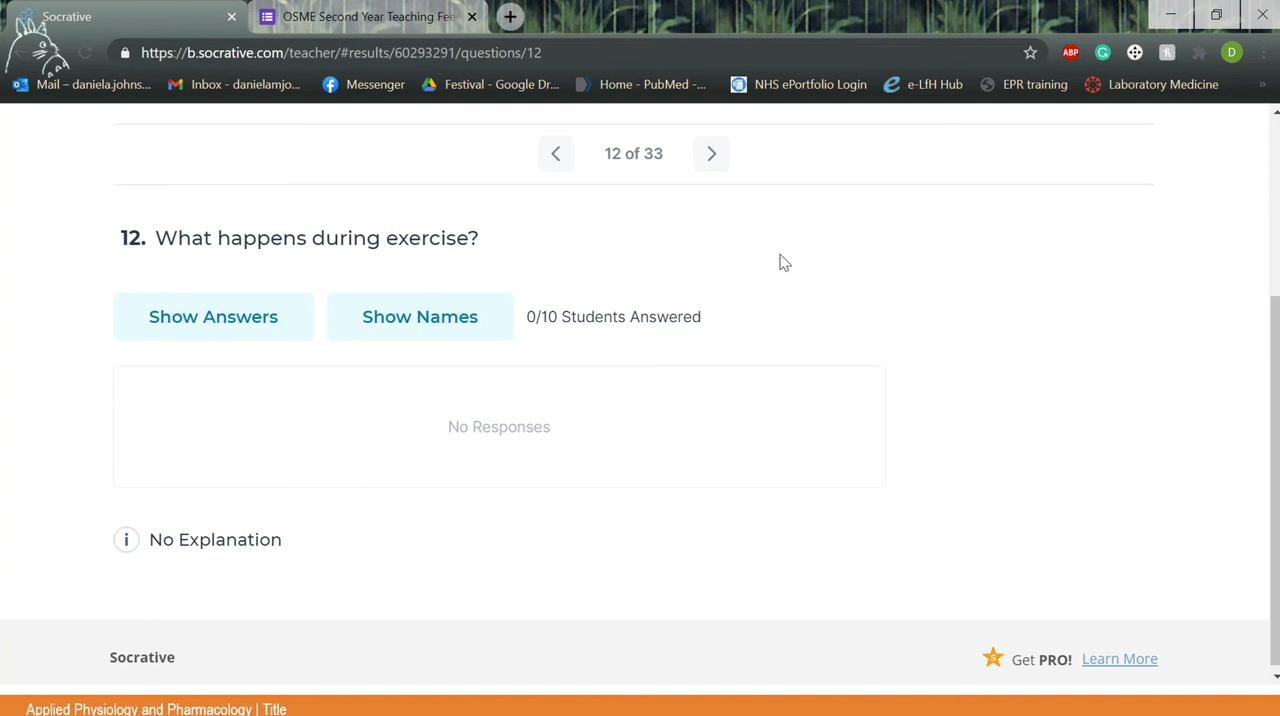 Socrative
OSME Second Year Teaching Fee
https://b.socrative.com/teacher/#results/60293291/questions/12
ABP
D
Mail – daniela.johns...
Inbox - danielamjo...
Messenger
Festival - Google Dr...
Home - PubMed -...
NHS ePortfolio Login
e-LfH Hub
EPR training
Laboratory Medicine
»
12 of 33
12. What happens during exercise?
Show Answers
Show Names
0/10 Students Answered
No Responses
i No Explanation
Socrative
Get PRO! Learn More
Applied Physiology and Pharmacology | Title